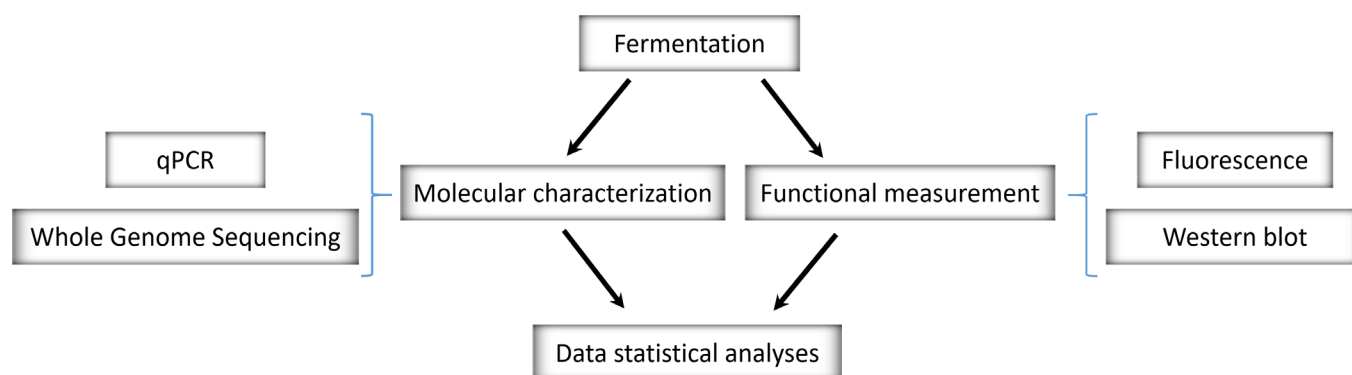 Fermentation
qPCR
Whole Genome Sequencing
Molecular characterization
Functional measurement
Fluorescence
Western blot
Data statistical analyses